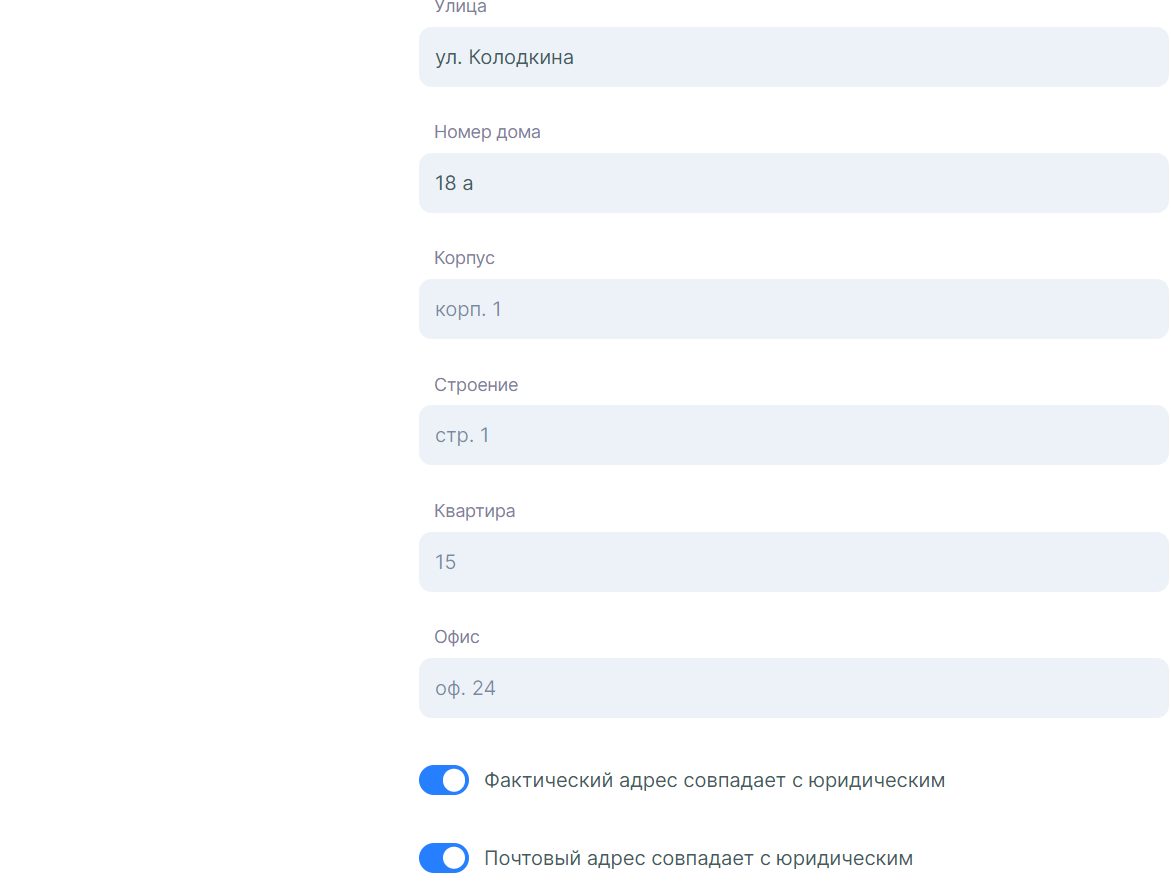 Улица
ул. Колодкина
Номер дома
18 а
Корпус
корп. 1
Строение
стр. 1
Квартира
15
Офис
оф. 24
Фактический адрес совпадает с юридическим
Почтовый адрес совпадает с юридическим